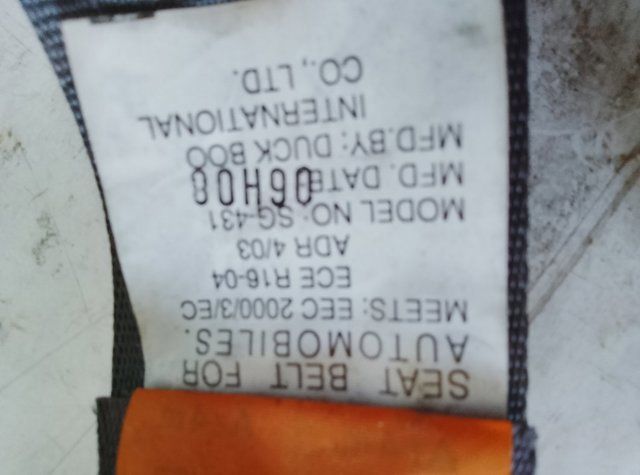 SEAT BELT FOR
AUTOMOBILES.
MEETS: EEC 2000/3/EC
ECE R16-04
ADR 4/03
MODEL NO: SG-431
MFD. DATE 06H08
MFD.BY: DUCK BOO
INTERNATIONAL
CO., LTD.